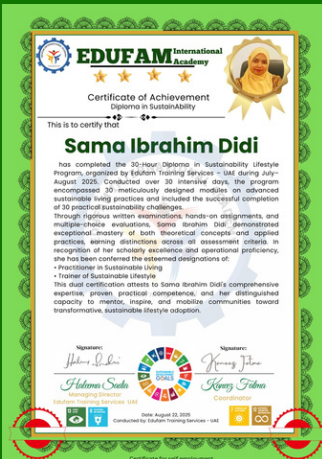 EDUFAM International Academy
Certificate of Achievement
Diploma in SustainAbility
This is to certify that
Sama Ibrahim Didi
has completed the 30-Hour Diploma in Sustainability Lifestyle
Program, organized by Edufam Training Services – UAE during July–
August 2025. Conducted over 30 intensive days, the program
encompassed 30 meticulously designed modules on advanced
sustainable living practices and included the successful completion
of 30 practical sustainability challenges.
Through rigorous written examinations, hands-on assignments, and
multiple-choice evaluations, Sama Ibrahim Didi demonstrated
exceptional mastery of both theoretical concepts and applied
practices, earning distinctions across all assessment criteria. In
recognition of her scholarly excellence and operational proficiency,
she has been conferred the esteemed designations of:
• Practitioner in Sustainable Living
• Trainer of Sustainable Lifestyle
This dual certification attests to Sama Ibrahim Didi's comprehensive
expertise, proven practical competence, and her distinguished
capacity to mentor, inspire, and mobilize communities toward
transformative, sustainable lifestyle adoption.
Signature:
Signature:
GOALS
Kaneez Fatma
Managing Director
Edufam Training Services UAE
Coordinator
Date: August 22, 2025
Conducted by: Edufam Training Services - UAE
Certificate for self employment